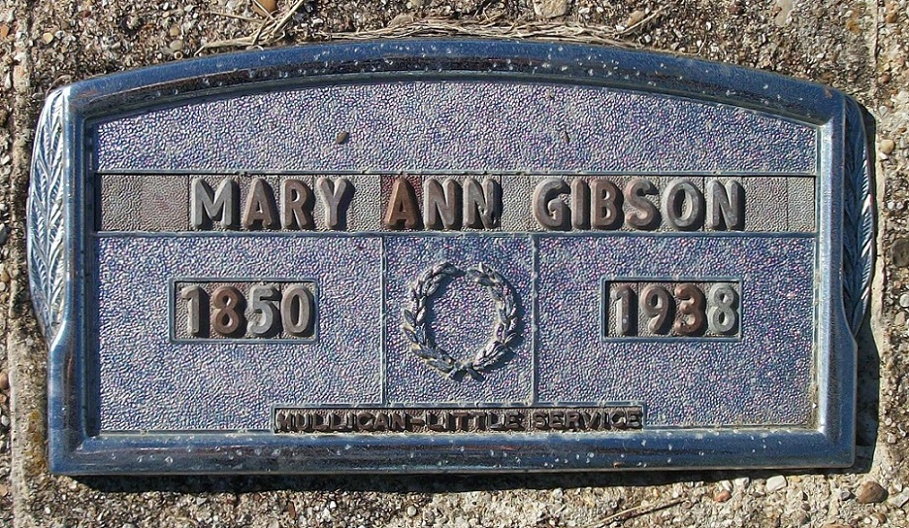 MARY ANN GIBSON
1850 1938
MULLIGAN-LITTLE SERVICE